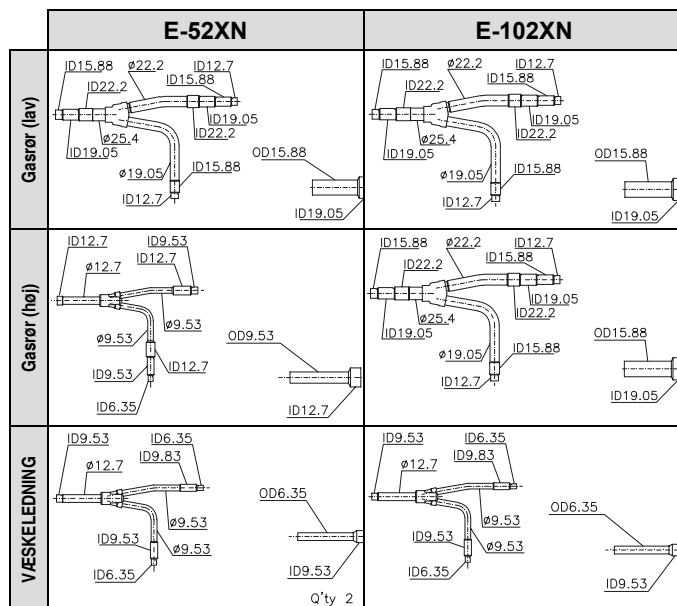 E-52XN
E-102XN
Gasrør (lav)
ID15.88
ø22.2
ID12.7
ID22.2
ID15.88
ø25.4
ID19.05
ID22.2
ID19.05
ø19.05
ID15.88
ID12.7
OD15.88
ID19.05
ID15.88
ø22.2
ID12.7
ID22.2
ID15.88
ø25.4
ID19.05
ID22.2
ID19.05
ø19.05
ID15.88
ID12.7
OD15.88
ID19.05
Gasrør (høj)
ID12.7
ID9.53
ø12.7
ID12.7
ø9.53
ø9.53
ID12.7
ID9.53
ID6.35
OD9.53
ID12.7
ID15.88
ø22.2
ID12.7
ID22.2
ID15.88
ø25.4
ID19.05
ID22.2
ID19.05
ø19.05
ID15.88
ID12.7
OD15.88
ID19.05
VÆSKELEDNING
ID9.53
ID6.35
ID9.83
ø12.7
ø9.53
ID9.53
ø9.53
ID6.35
OD6.35
ID9.53
Q'ty 2
ID9.53
ID6.35
ID9.83
ø12.7
ø9.53
ID9.53
ø9.53
ID6.35
OD6.35
ID9.53